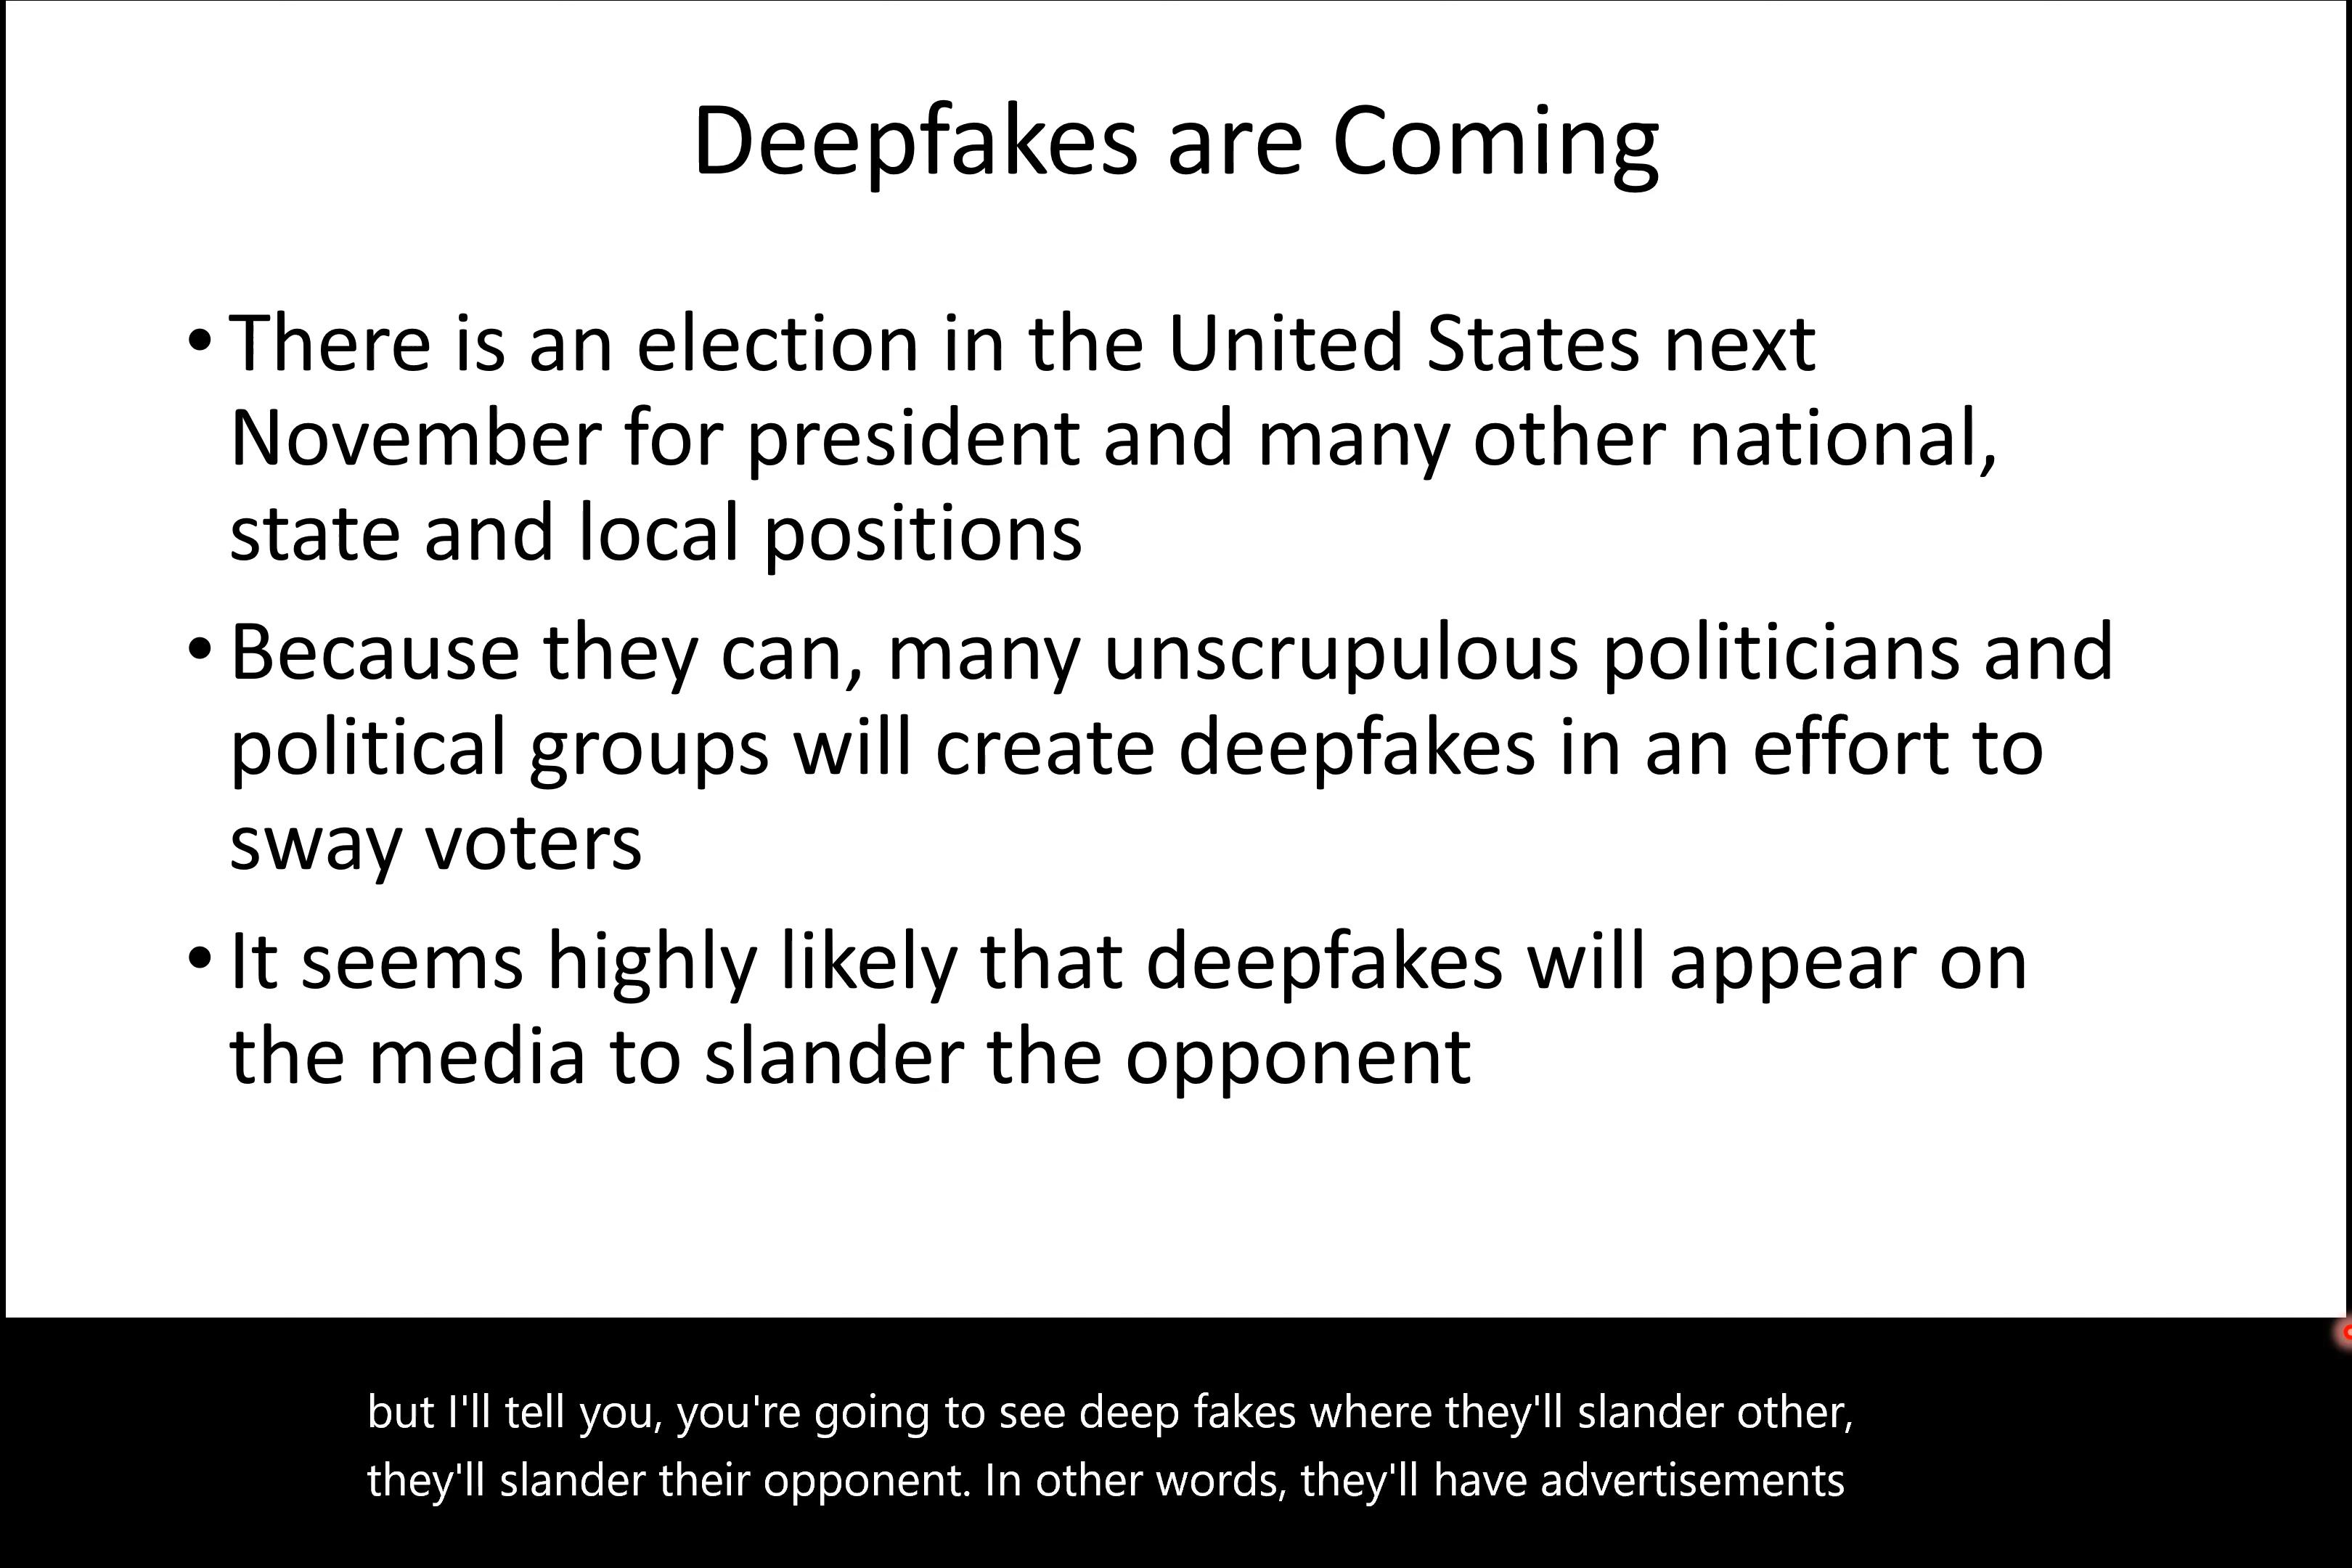 Deepfakes are Coming
• There is an election in the United States next
November for president and many other national,
state and local positions
• Because they can, many unscrupulous politicians and
political groups will create deepfakes in an effort to
sway voters
• It seems highly likely that deepfakes will appear on
the media to slander the opponent
but I'll tell you, you're going to see deep fakes where they'll slander other,
they'll slander their opponent. In other words, they'll have advertisements